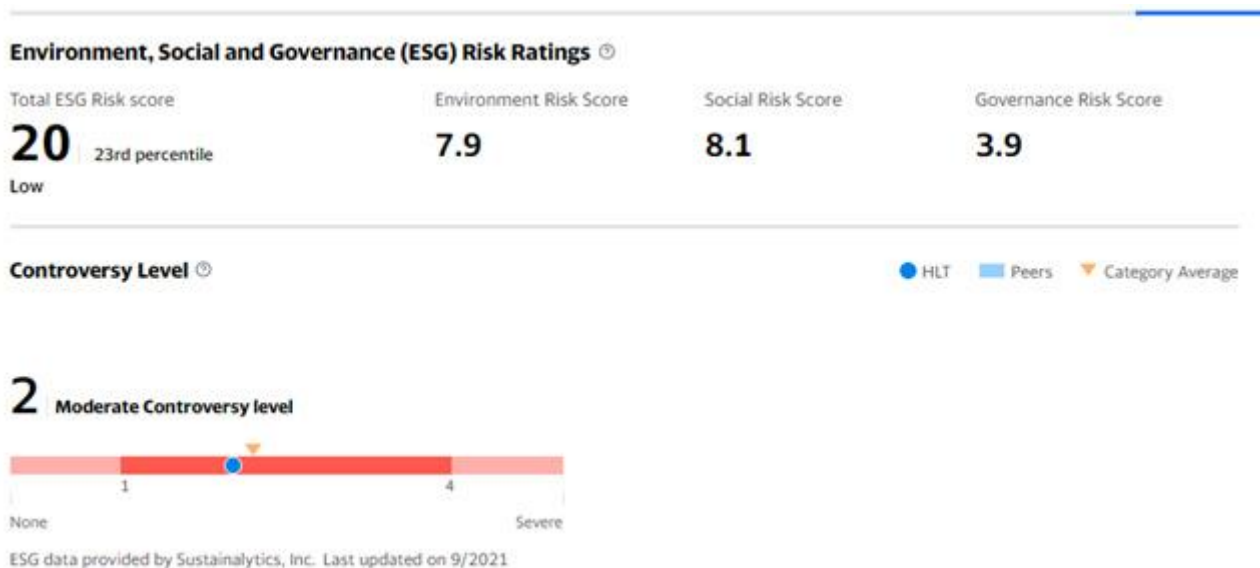 Environment, Social and Governance (ESG) Risk Ratings
Total ESG Risk score
Environment Risk Score
Social Risk Score
Governance Risk Score
20 23rd percentile
7.9
8.1
3.9
Low
Controversy Level
HLT Peers Category Average
2 Moderate Controversy level
1 4
None Severe
ESG data provided by Sustainalytics, Inc. Last updated on 9/2021